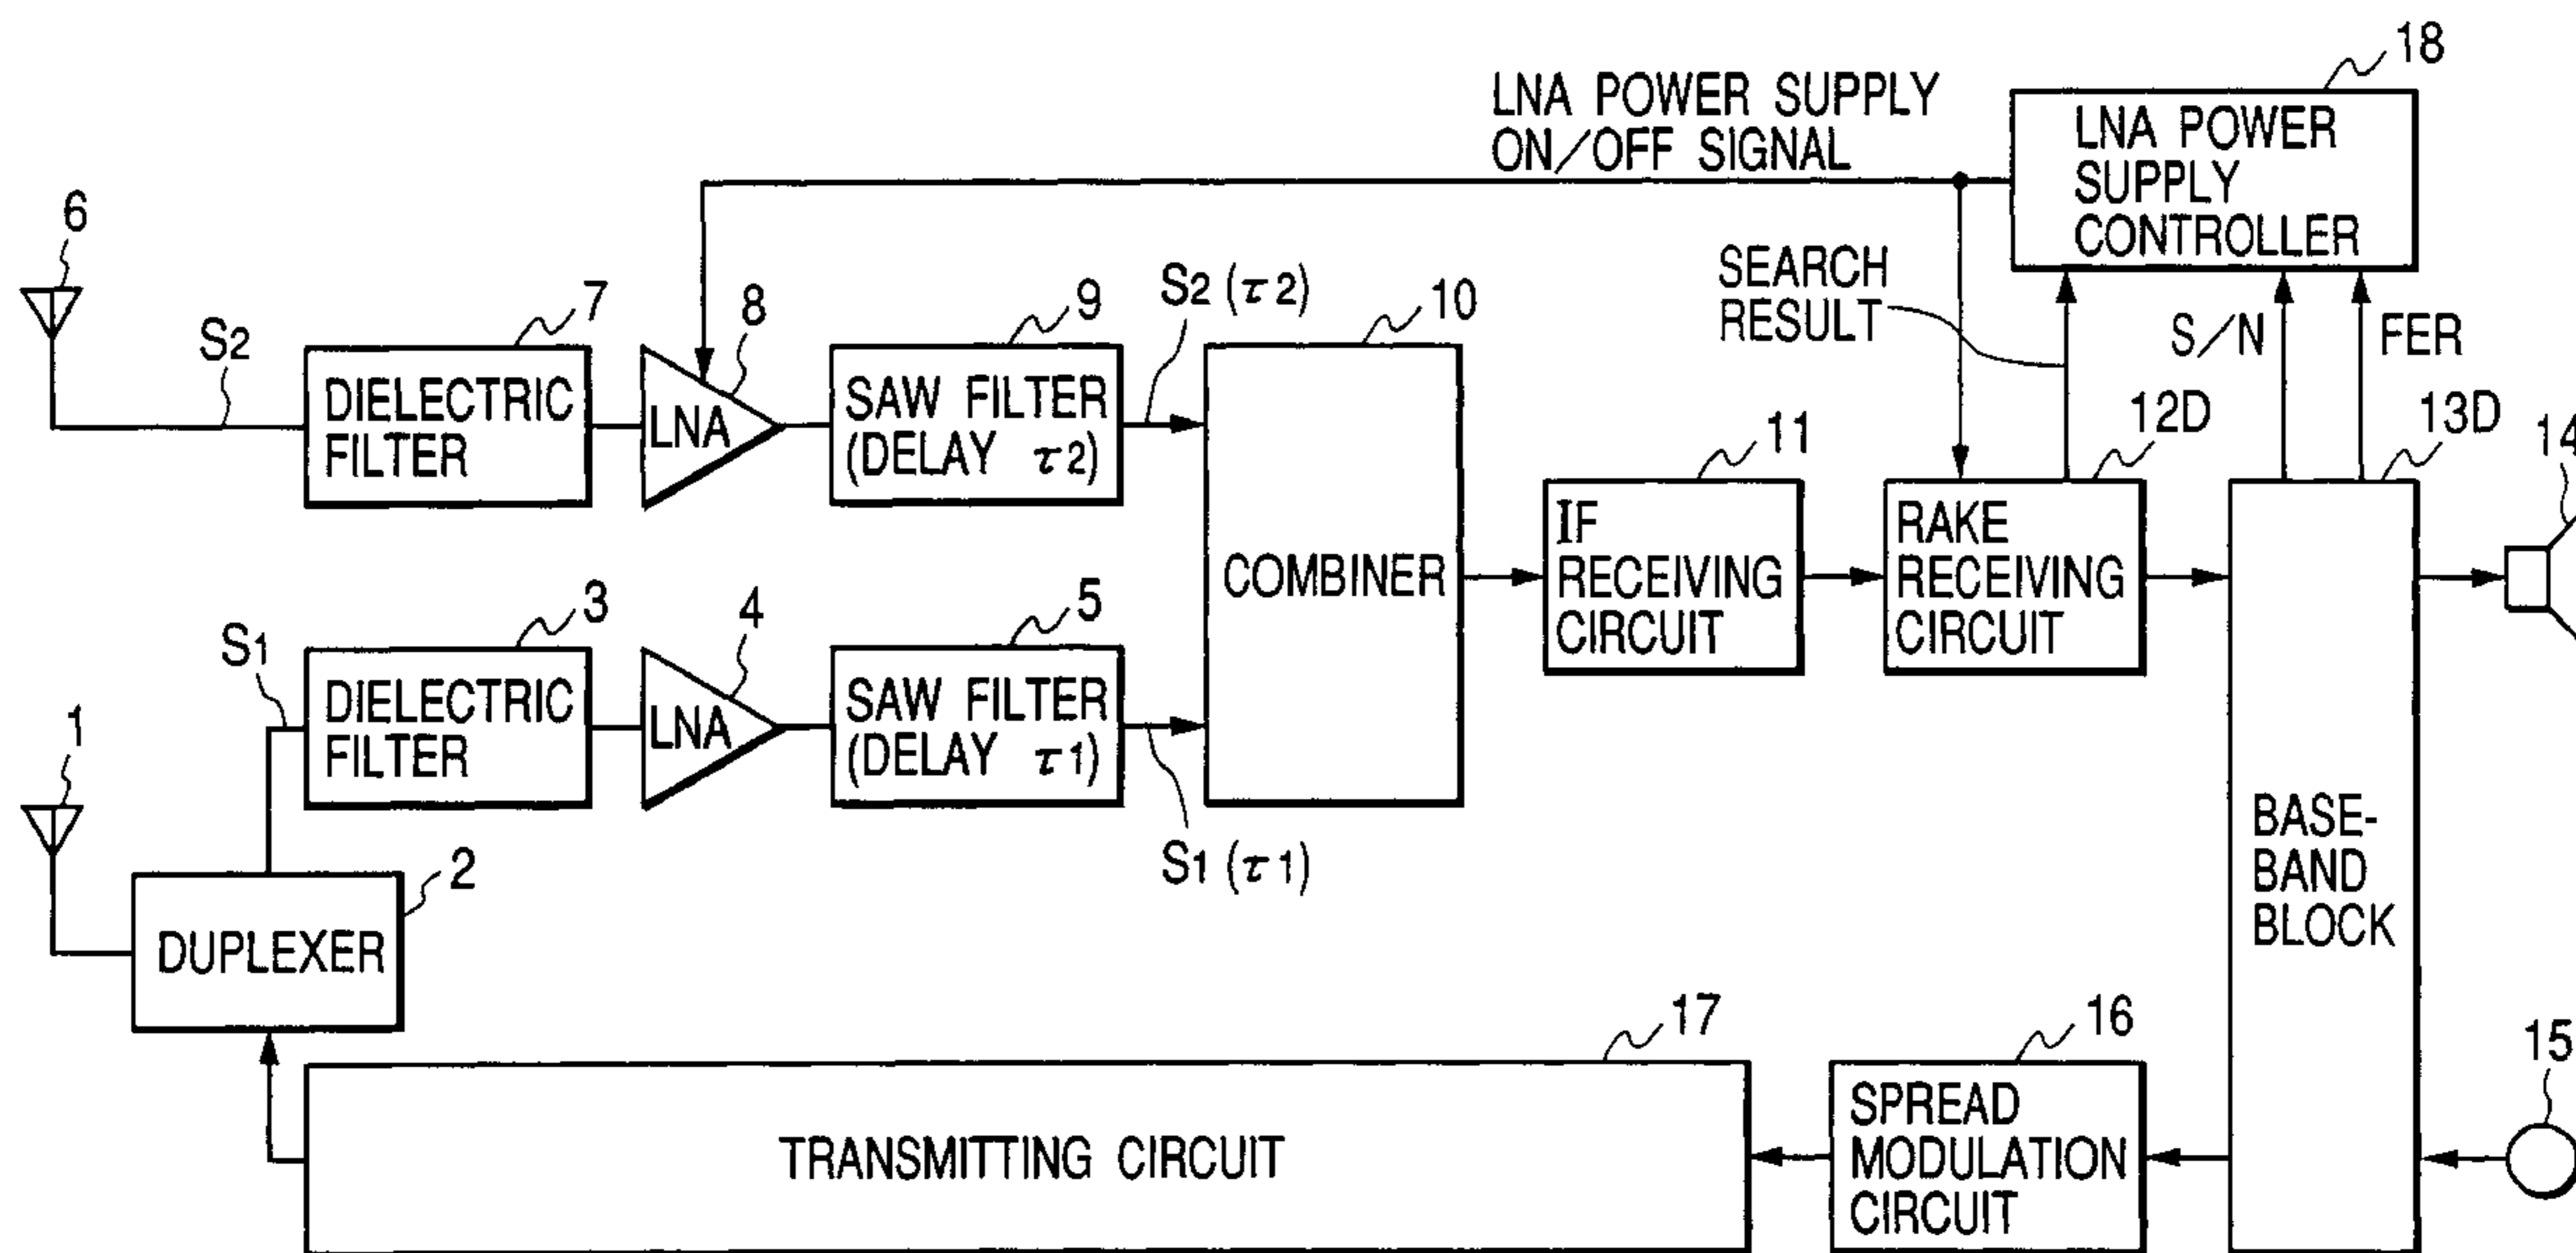 18
LNA POWER SUPPLY
ON/OFF SIGNAL
LNA POWER
SUPPLY
CONTROLLER
6
S2
7
DIELECTRIC
FILTER
8
LNA
9
SAW FILTER
(DELAY τ2)
S2 (τ2)
10
COMBINER
SEARCH
RESULT
S/N
FER
11
IF
RECEIVING
CIRCUIT
12D
RAKE
RECEIVING
CIRCUIT
13D
BASE-
BAND
BLOCK
14
1
S1
3
DIELECTRIC
FILTER
4
LNA
5
SAW FILTER
(DELAY τ1)
S1 (τ1)
2
DUPLEXER
17
TRANSMITTING CIRCUIT
16
SPREAD
MODULATION
CIRCUIT
15